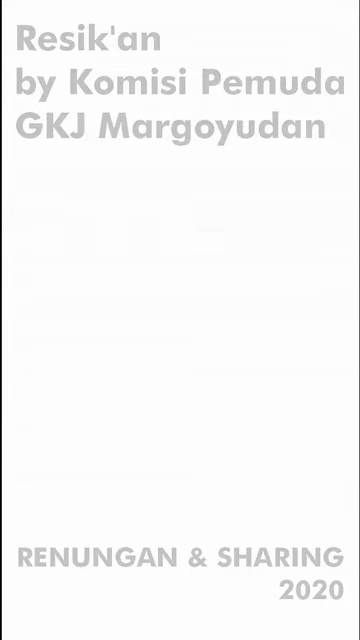 Resik'an
by Komisi Pemuda
GKJ Margoyudan
RENUNGAN & SHARING
2020